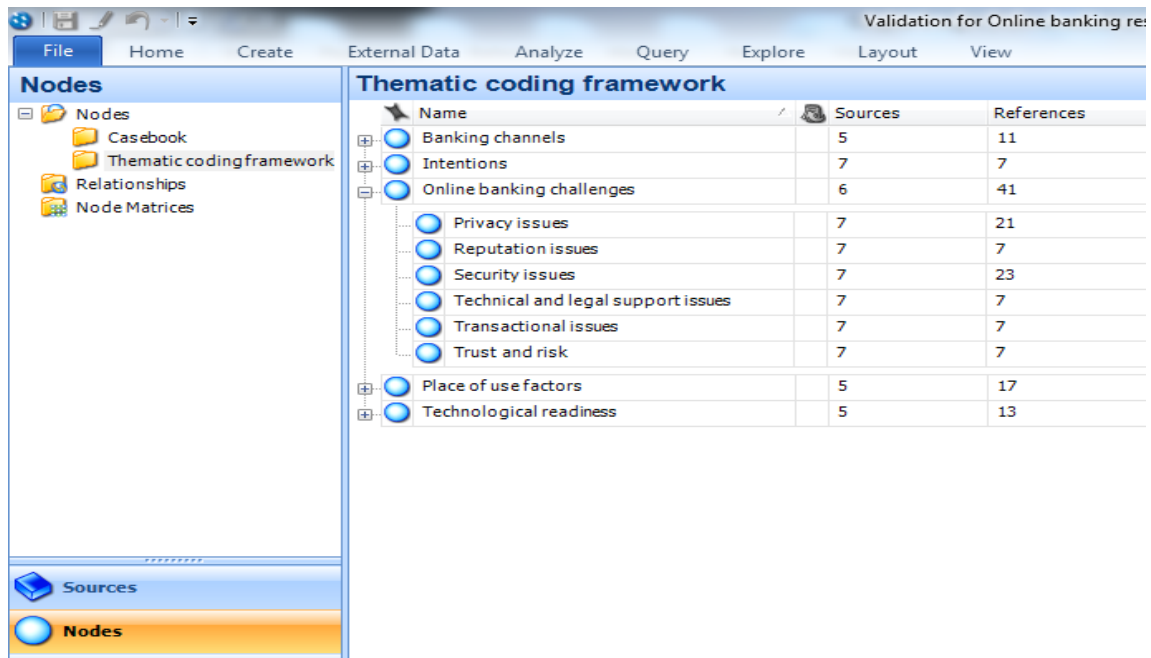 Validation for Online banking res
File Home Create External Data Analyze Query Explore Layout View
Nodes
Nodes
Casebook
Thematic coding framework
Relationships
Node Matrices
Thematic coding framework
Name Sources References
Banking channels 5 11
Intentions 7 7
Online banking challenges 6 41
Privacy issues 7 21
Reputation issues 7 7
Security issues 7 23
Technical and legal support issues 7 7
Transactional issues 7 7
Trust and risk 7 7
Place of use factors 5 17
Technological readiness 5 13
Sources
Nodes